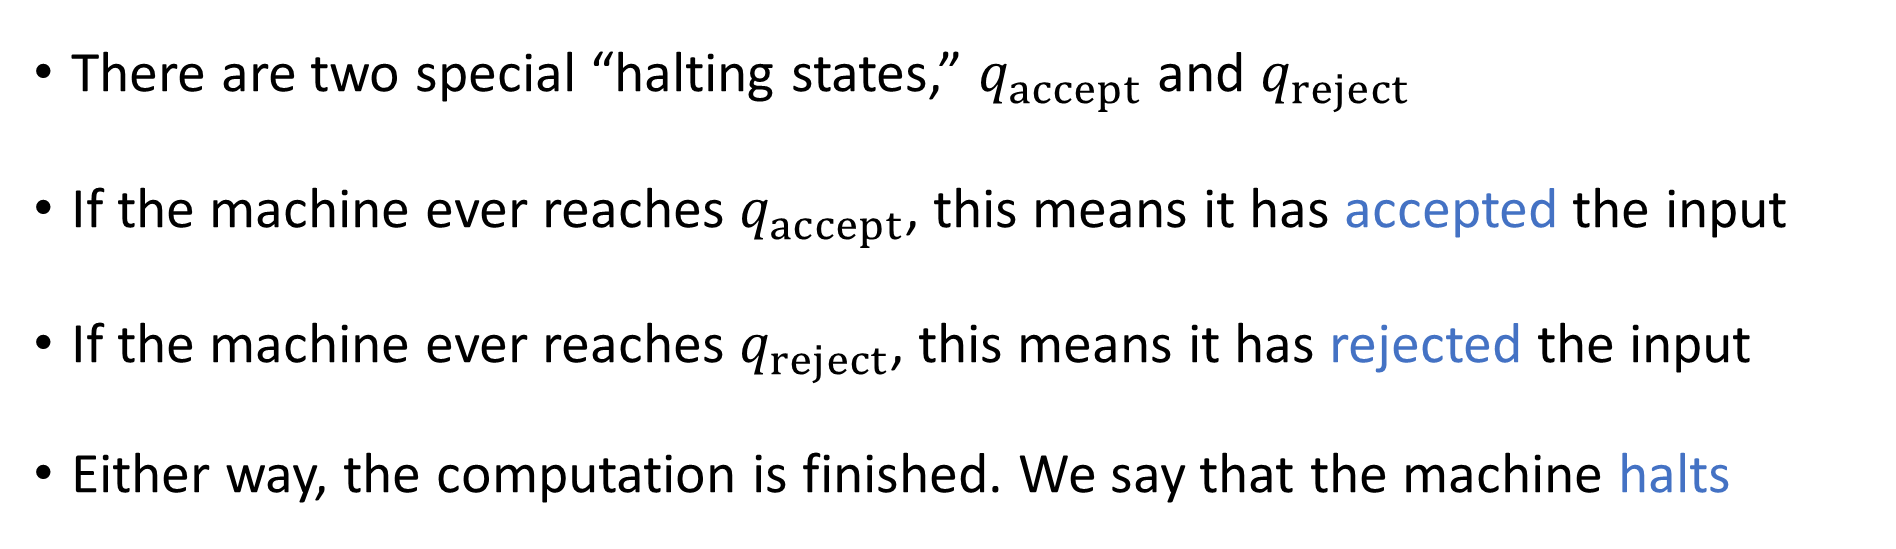 • There are two special “halting states,” q_accept and q_reject
• If the machine ever reaches q_accept, this means it has accepted the input
• If the machine ever reaches q_reject, this means it has rejected the input
• Either way, the computation is finished. We say that the machine halts